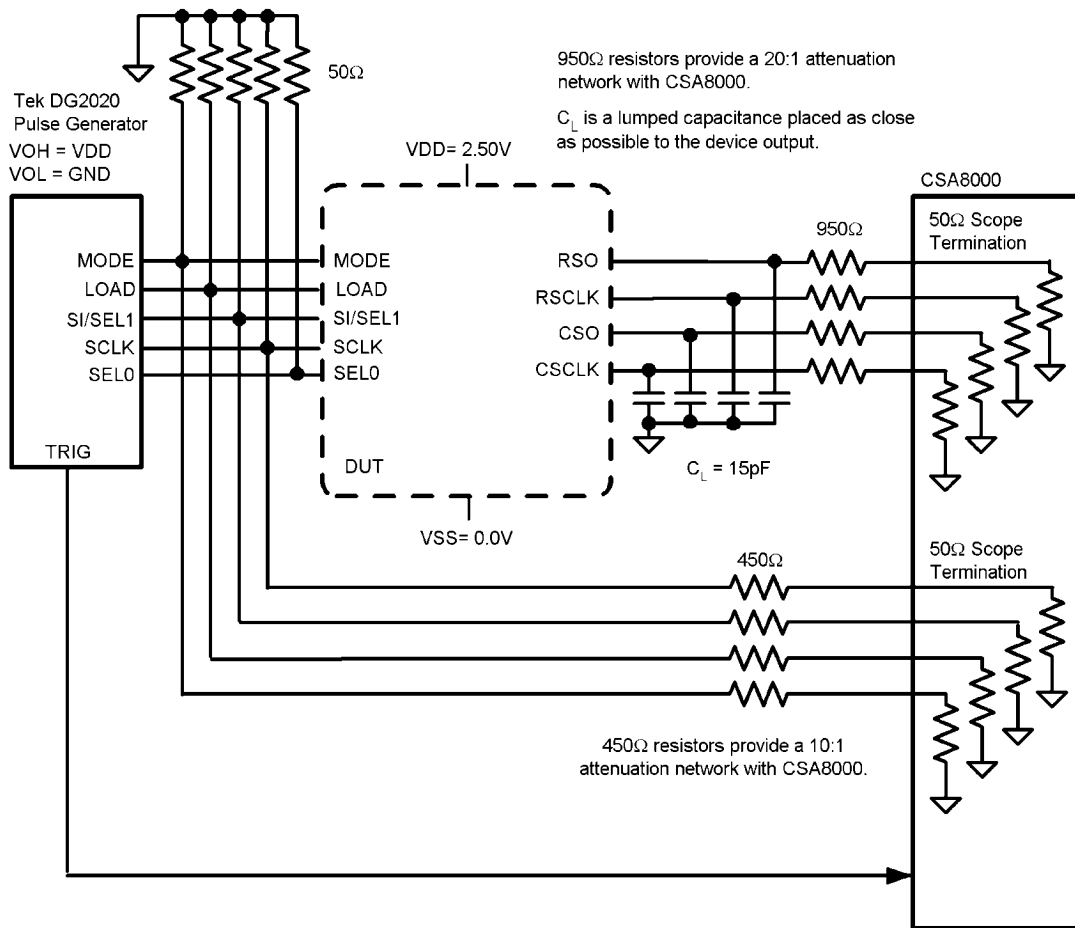 50Ω
950Ω resistors provide a 20:1 attenuation
network with CSA8000.
C_L is a lumped capacitance placed as close
as possible to the device output.
Tek DG2020
Pulse Generator
VOH = VDD
VOL = GND
VDD= 2.50V
CSA8000
50Ω Scope
Termination
950Ω
MODE
LOAD
SI/SEL1
SCLK
SEL0
TRIG
MODE
LOAD
SI/SEL1
SCLK
SEL0
DUT
RSO
RSCLK
CSO
CSCLK
C_L = 15pF
VSS= 0.0V
450Ω
50Ω Scope
Termination
450Ω resistors provide a 10:1
attenuation network with CSA8000.